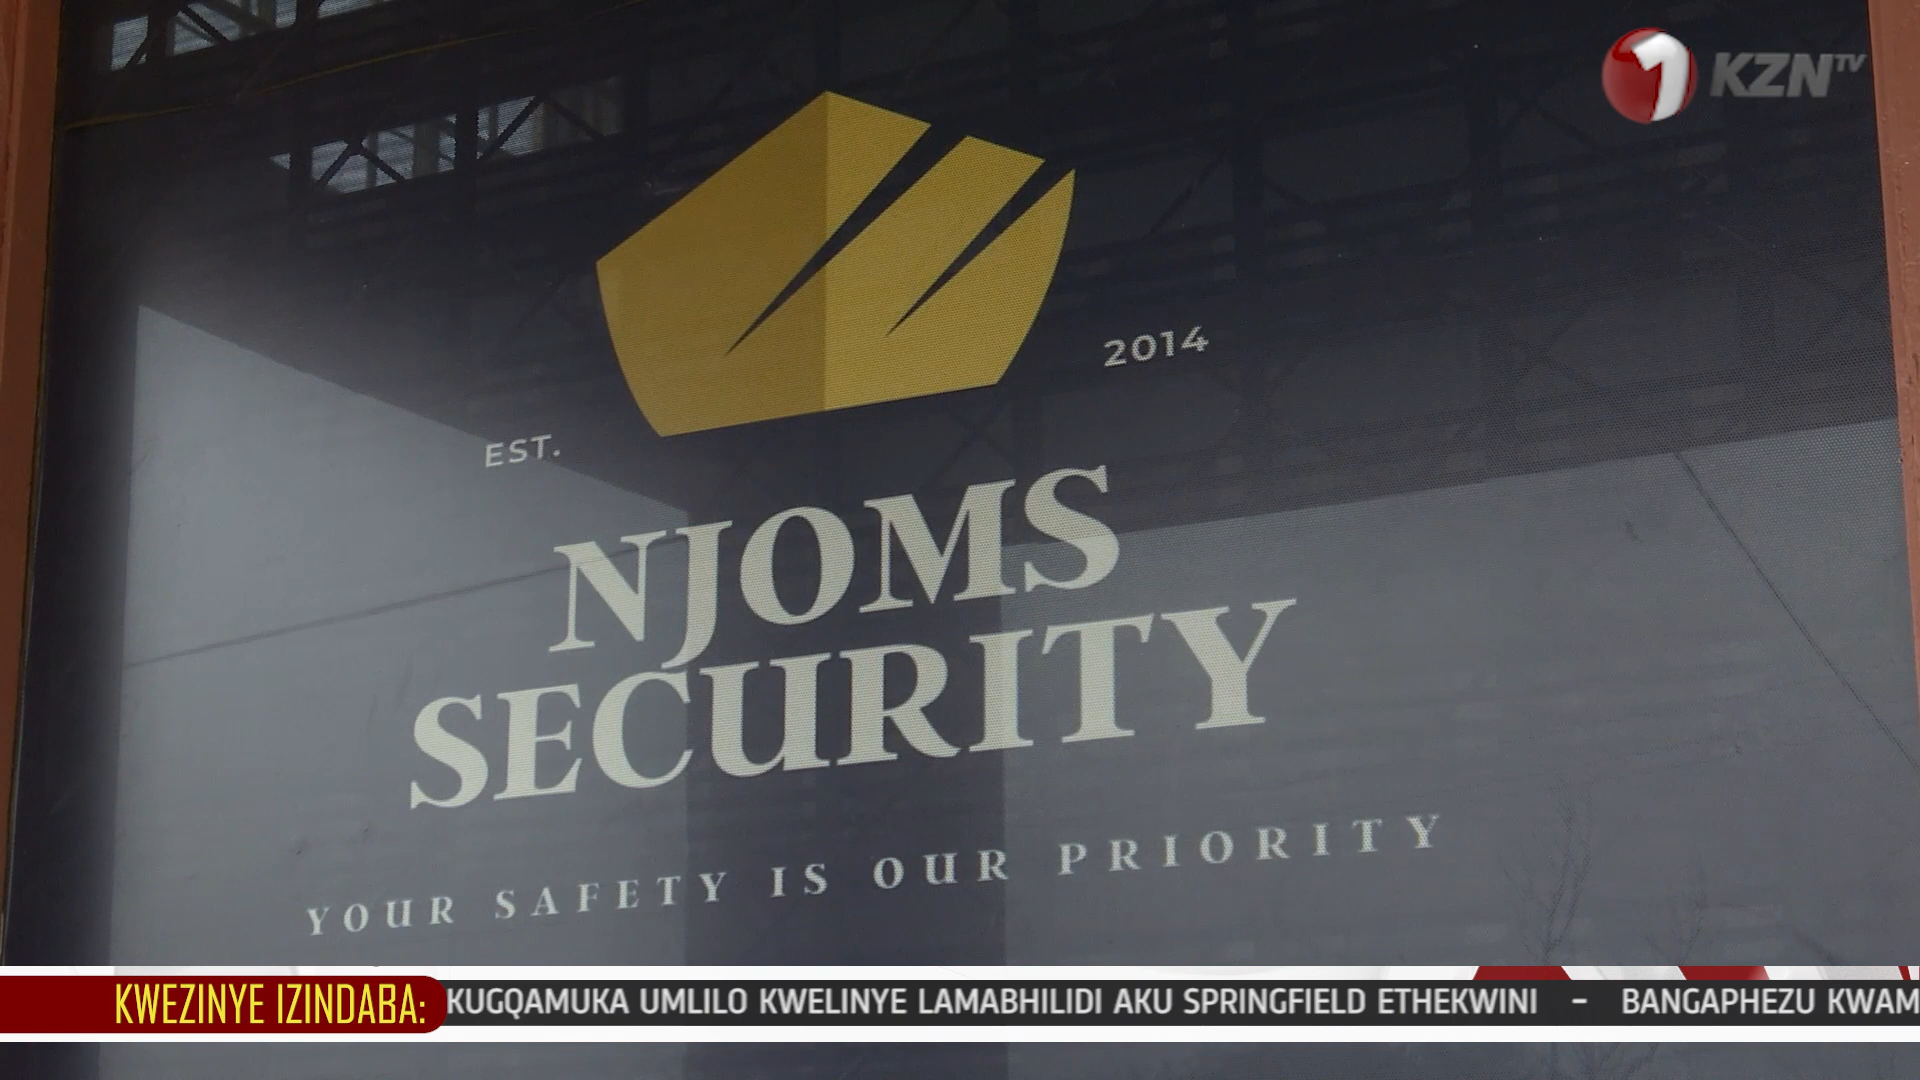 1 KZN TV
EST.
2014
NJOMS
SECURITY
YOUR SAFETY IS OUR PRIORITY
KWEZINYE IZINDABA: KUGQAMUKA UMLILO KWELINYE LAMABHILIDI AKU SPRINGFIELD ETHEKWINI - BANGAPHEZU KWAM